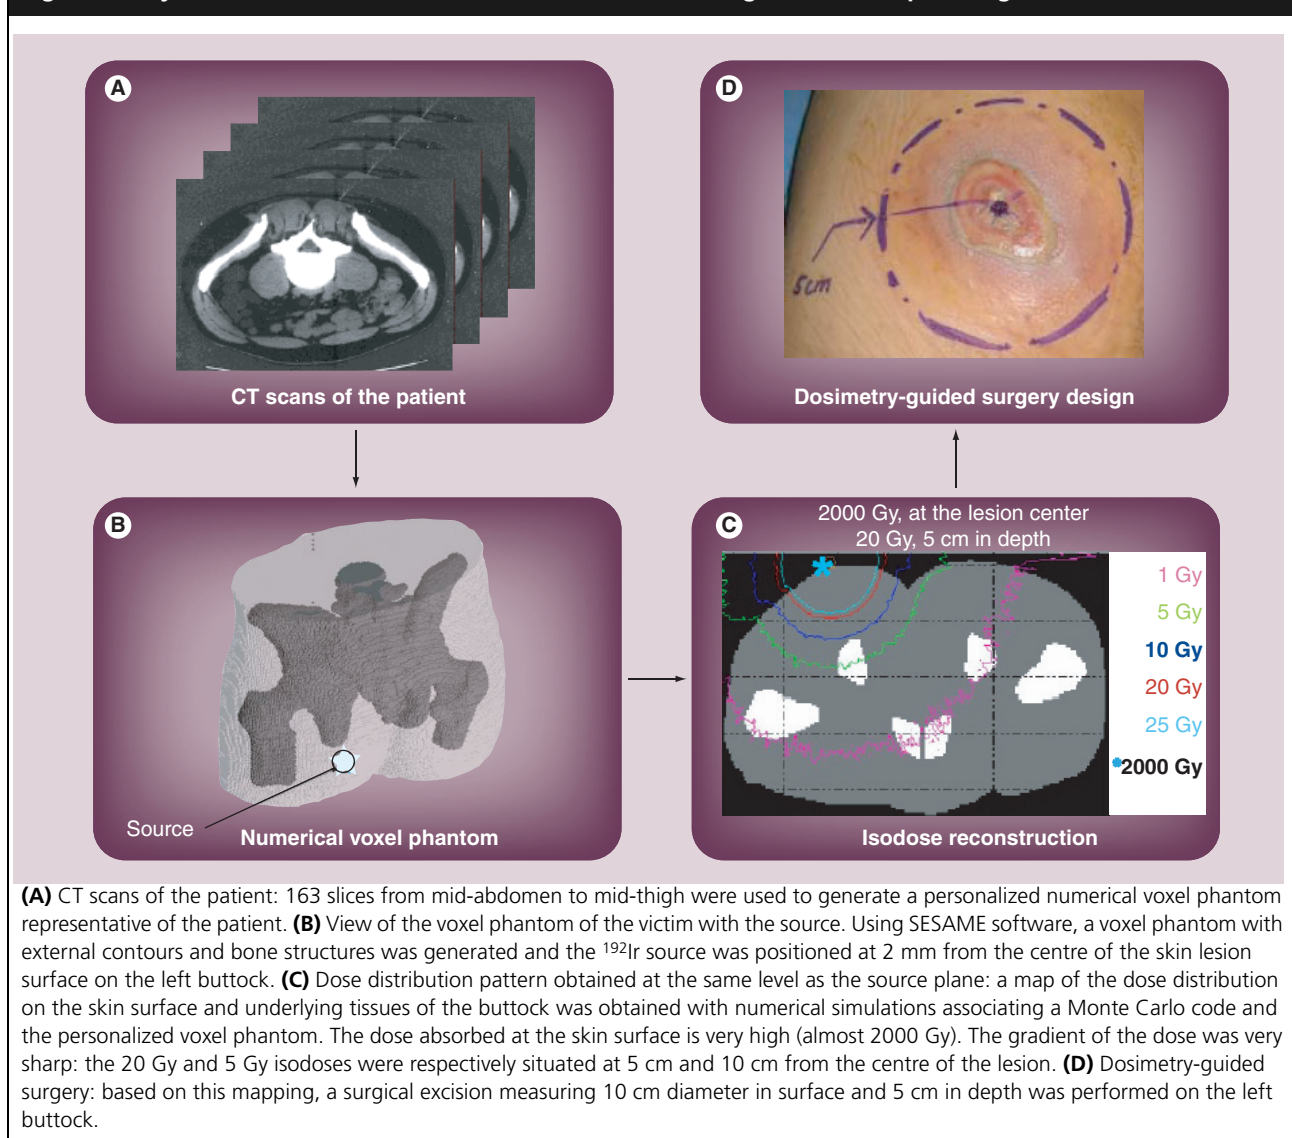 A
CT scans of the patient
D
5cm
Dosimetry-guided surgery design
B
Source
Numerical voxel phantom
C
2000 Gy, at the lesion center
20 Gy, 5 cm in depth
1 Gy
5 Gy
10 Gy
20 Gy
25 Gy
*2000 Gy
Isodose reconstruction
(A) CT scans of the patient: 163 slices from mid-abdomen to mid-thigh were used to generate a personalized numerical voxel phantom
representative of the patient. (B) View of the voxel phantom of the victim with the source. Using SESAME software, a voxel phantom with
external contours and bone structures was generated and the ¹⁹²Ir source was positioned at 2 mm from the centre of the skin lesion
surface on the left buttock. (C) Dose distribution pattern obtained at the same level as the source plane: a map of the dose distribution
on the skin surface and underlying tissues of the buttock was obtained with numerical simulations associating a Monte Carlo code and
the personalized voxel phantom. The dose absorbed at the skin surface is very high (almost 2000 Gy). The gradient of the dose was very
sharp: the 20 Gy and 5 Gy isodoses were respectively situated at 5 cm and 10 cm from the centre of the lesion. (D) Dosimetry-guided
surgery: based on this mapping, a surgical excision measuring 10 cm diameter in surface and 5 cm in depth was performed on the left
buttock.